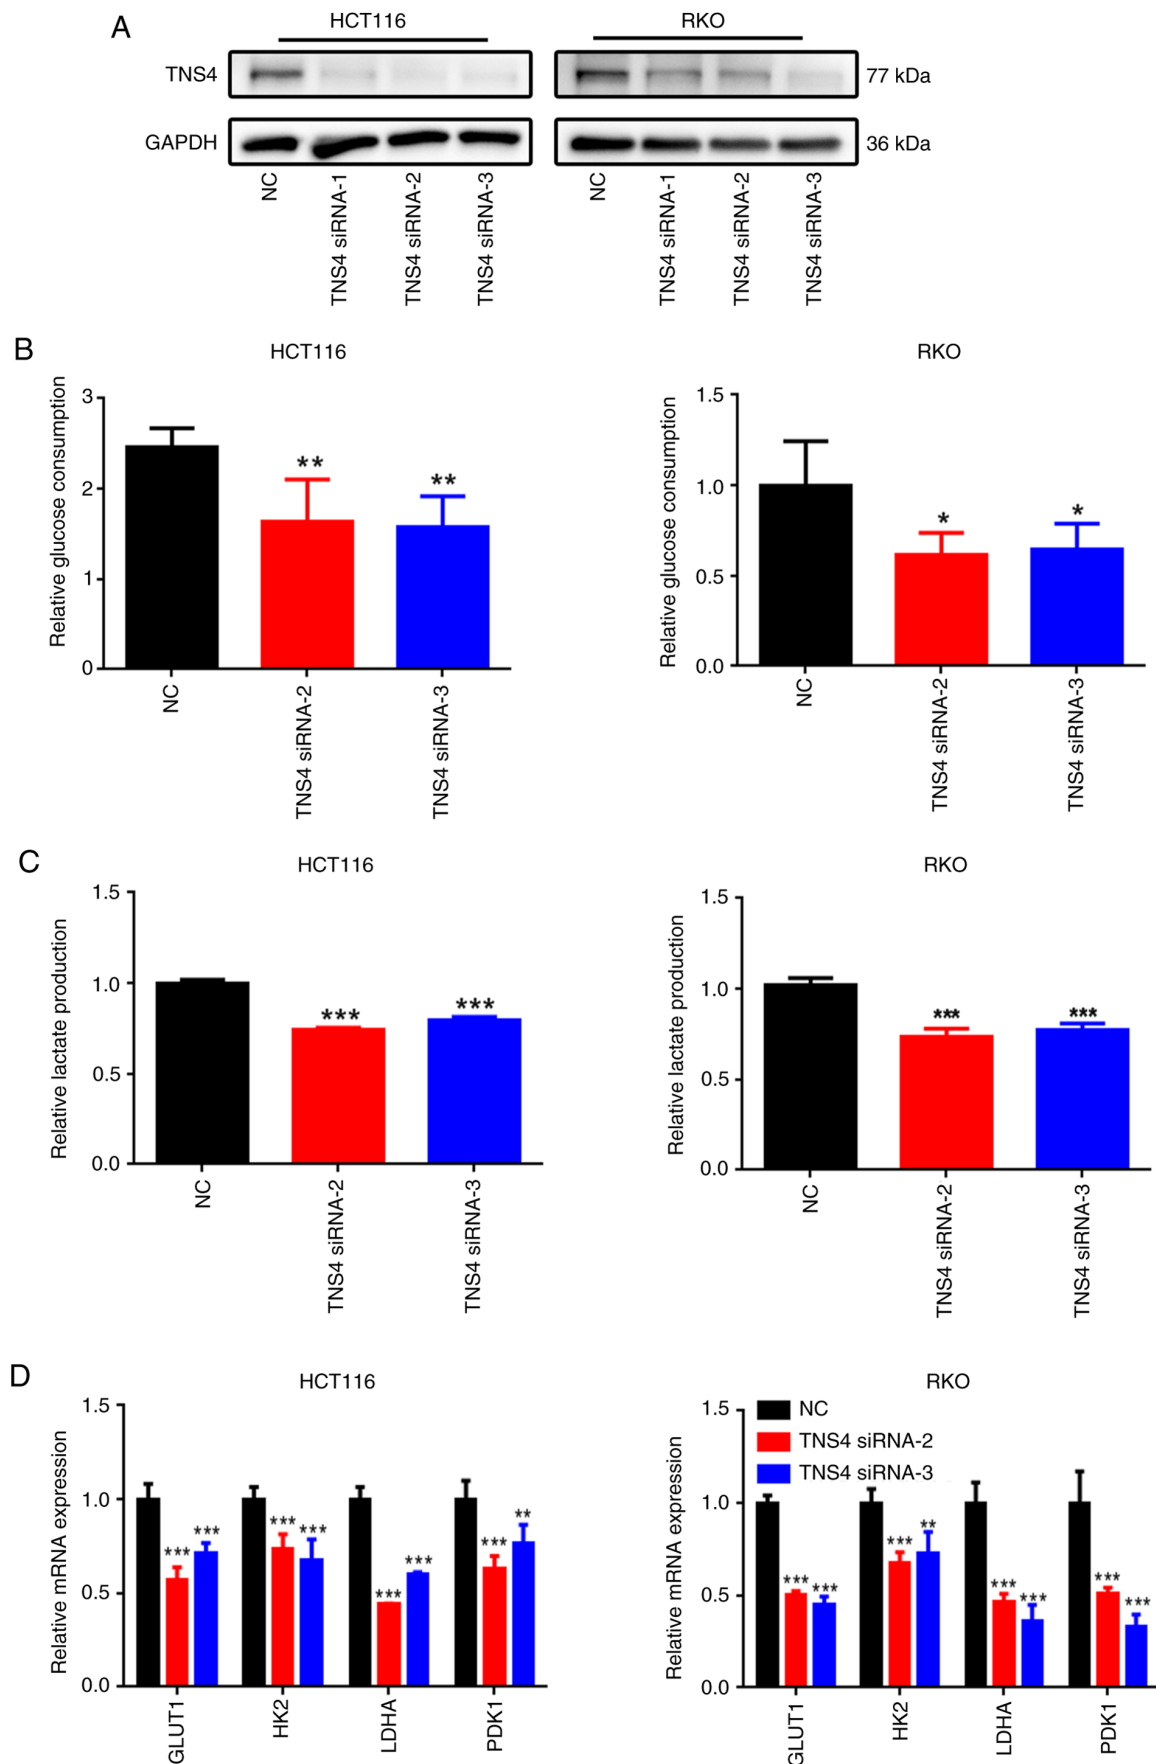 A
HCT116
RKO
TNS4
77 kDa
GAPDH
36 kDa
NC
TNS4 siRNA-1
TNS4 siRNA-2
TNS4 siRNA-3
NC
TNS4 siRNA-1
TNS4 siRNA-2
TNS4 siRNA-3
B
HCT116
Relative glucose consumption
3
2
1
0
**
**
NC
TNS4 siRNA-2
TNS4 siRNA-3
RKO
Relative glucose consumption
1.5
1.0
0.5
0.0
*
*
NC
TNS4 siRNA-2
TNS4 siRNA-3
C
HCT116
Relative lactate production
1.5
1.0
0.5
0.0
***
***
NC
TNS4 siRNA-2
TNS4 siRNA-3
RKO
Relative lactate production
1.5
1.0
0.5
0.0
***
***
NC
TNS4 siRNA-2
TNS4 siRNA-3
D
HCT116
Relative mRNA expression
1.5
1.0
0.5
0.0
***
***
***
***
***
***
***
**
GLUT1
HK2
LDHA
PDK1
RKO
Relative mRNA expression
1.5
1.0
0.5
0.0
NC
TNS4 siRNA-2
TNS4 siRNA-3
***
***
***
**
***
***
***
***
GLUT1
HK2
LDHA
PDK1